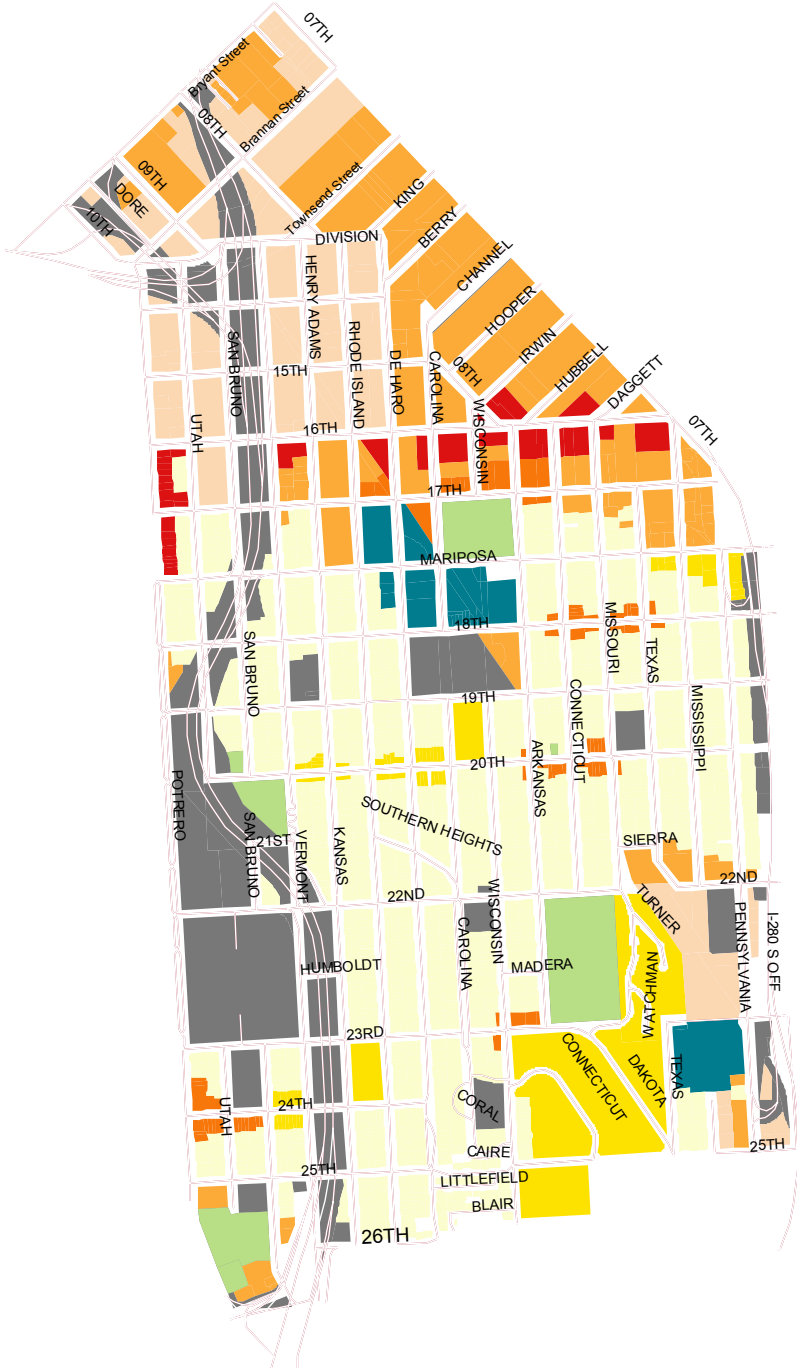 07TH
Bryant Street
08TH
Brannan Street
09TH
DORE
10TH
Townsend Street
KING
BERRY
DIVISION
CHANNEL
HENRY ADAMS
HOOPER
IRWIN
SAN BRUNO
RHODE ISLAND
DE HARO
CAROLINA
08TH
HUBBELL
15TH
DAGGETT
UTAH
WISCONSIN
16TH
07TH
17TH
MARIPOSA
18TH
MISSOURI
SAN BRUNO
TEXAS
19TH
CONNECTICUT
MISSISSIPPI
ARKANSAS
20TH
POTRERO
SOUTHERN HEIGHTS
SAN BRUNO
21ST
VERMONT
KANSAS
SIERRA
22ND
22ND
WISCONSIN
TURNER
PENNSYLVANIA
I-280 S OFF
CAROLINA
HUMBOLDT
MADERA
WATCHMAN
23RD
CONNECTICUT
DAKOTA
TEXAS
UTAH
24TH
CORAL
25TH
CAIRE
25TH
LITTLEFIELD
BLAIR
26TH